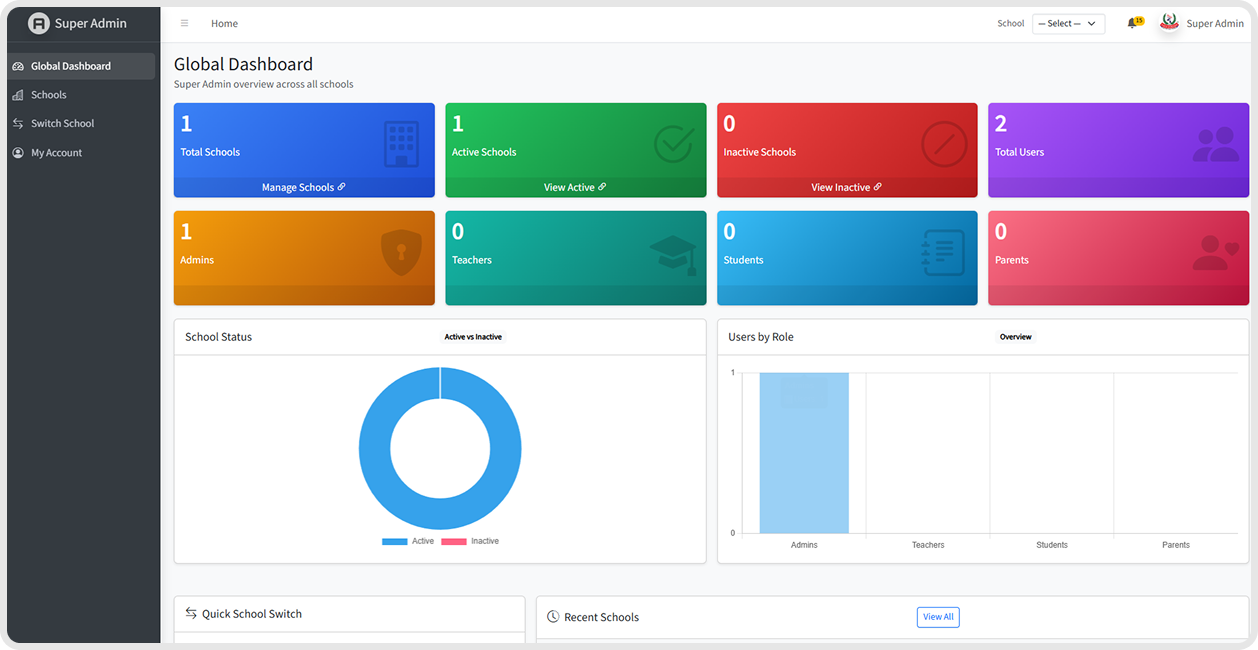 Super Admin
Home
School
— Select —
15
Super Admin
Global Dashboard
Schools
Switch School
My Account
Global Dashboard
Super Admin overview across all schools
1
Total Schools
Manage Schools
1
Active Schools
View Active
0
Inactive Schools
View Inactive
2
Total Users
1
Admins
0
Teachers
0
Students
0
Parents
School Status
Active vs Inactive
Active
Inactive
Users by Role
Overview
1
0
Admins
Teachers
Students
Parents
Quick School Switch
Recent Schools
View All